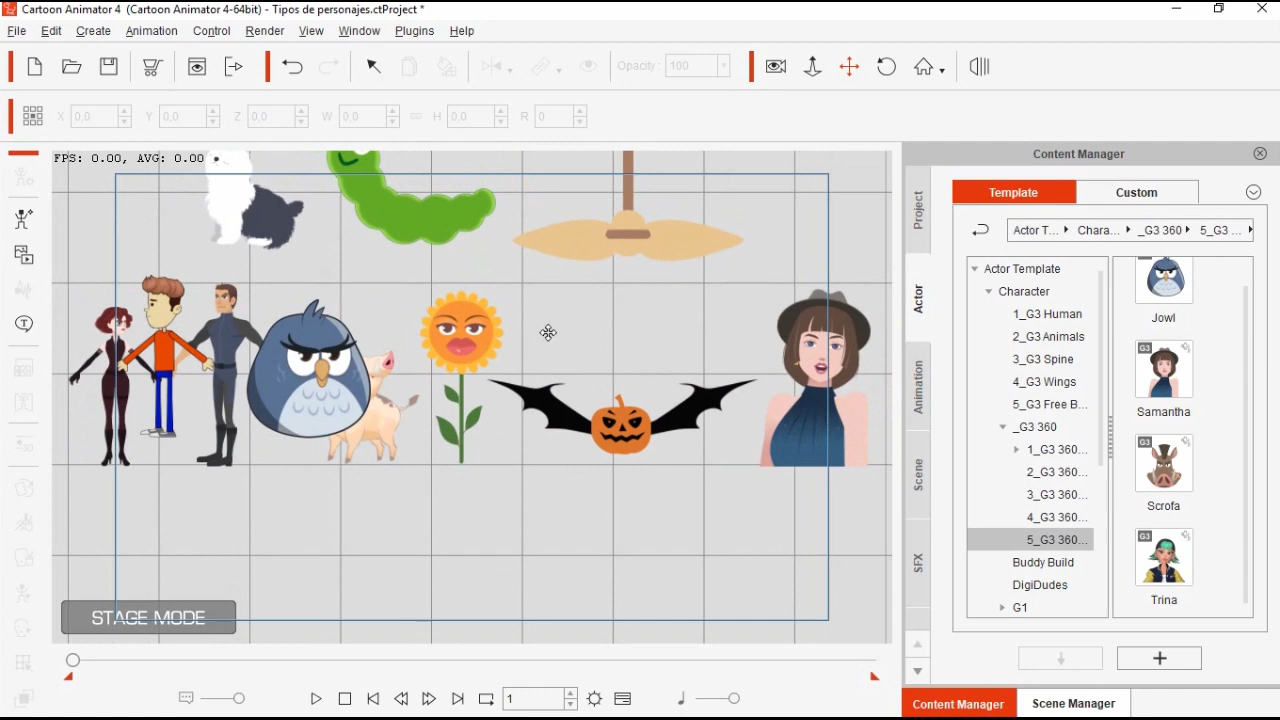 Cartoon Animator 4 (Cartoon Animator 4-64bit) - Tipos de personajes.ctProject *
File Edit Create Animation Control Render View Window Plugins Help
Opacity : 100
X 0,0 Y 0,0 Z 0,0 W 0,0 H 0,0 R 0
FPS: 0.00, AVG: 0.00
Content Manager
Template Custom
Actor T... Chara... _G3 360 5_G3 ...
Project
Actor
Animation
Scene
SFX
Actor Template
Character
1_G3 Human
2_G3 Animals
3_G3 Spine
4_G3 Wings
5_G3 Free B...
_G3 360
1_G3 360...
2_G3 360...
3_G3 360...
4_G3 360...
5_G3 360...
Buddy Build
DigiDudes
G1
Jowl
G3
Samantha
G3
Scrofa
G3
Trina
STAGE MODE
1
Content Manager Scene Manager